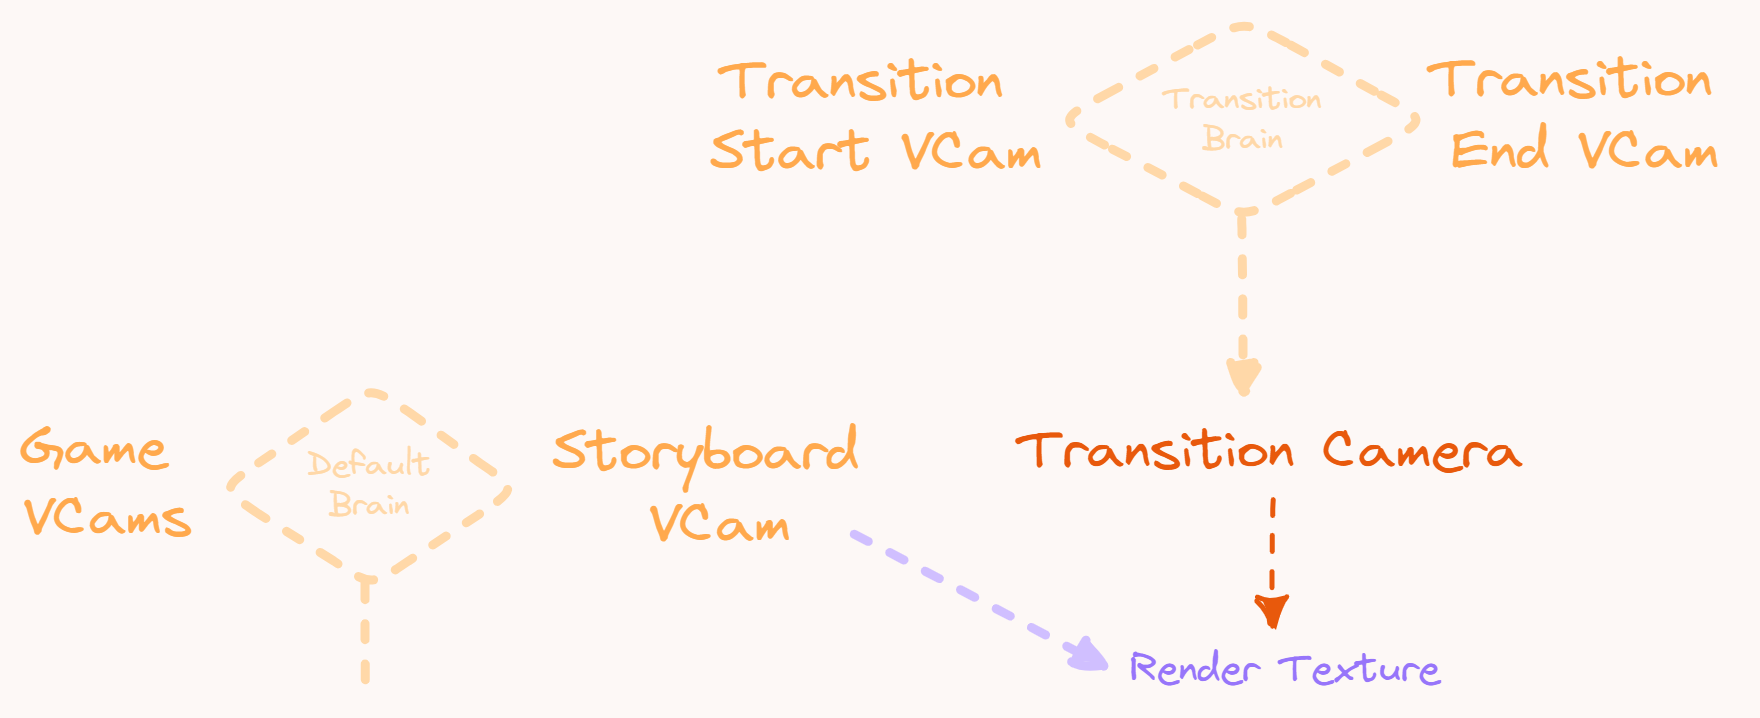 Transition
Start VCam
Transition
Brain
Transition
End VCam
Game
VCams
Default
Brain
Storyboard
VCam
Transition Camera
Render Texture